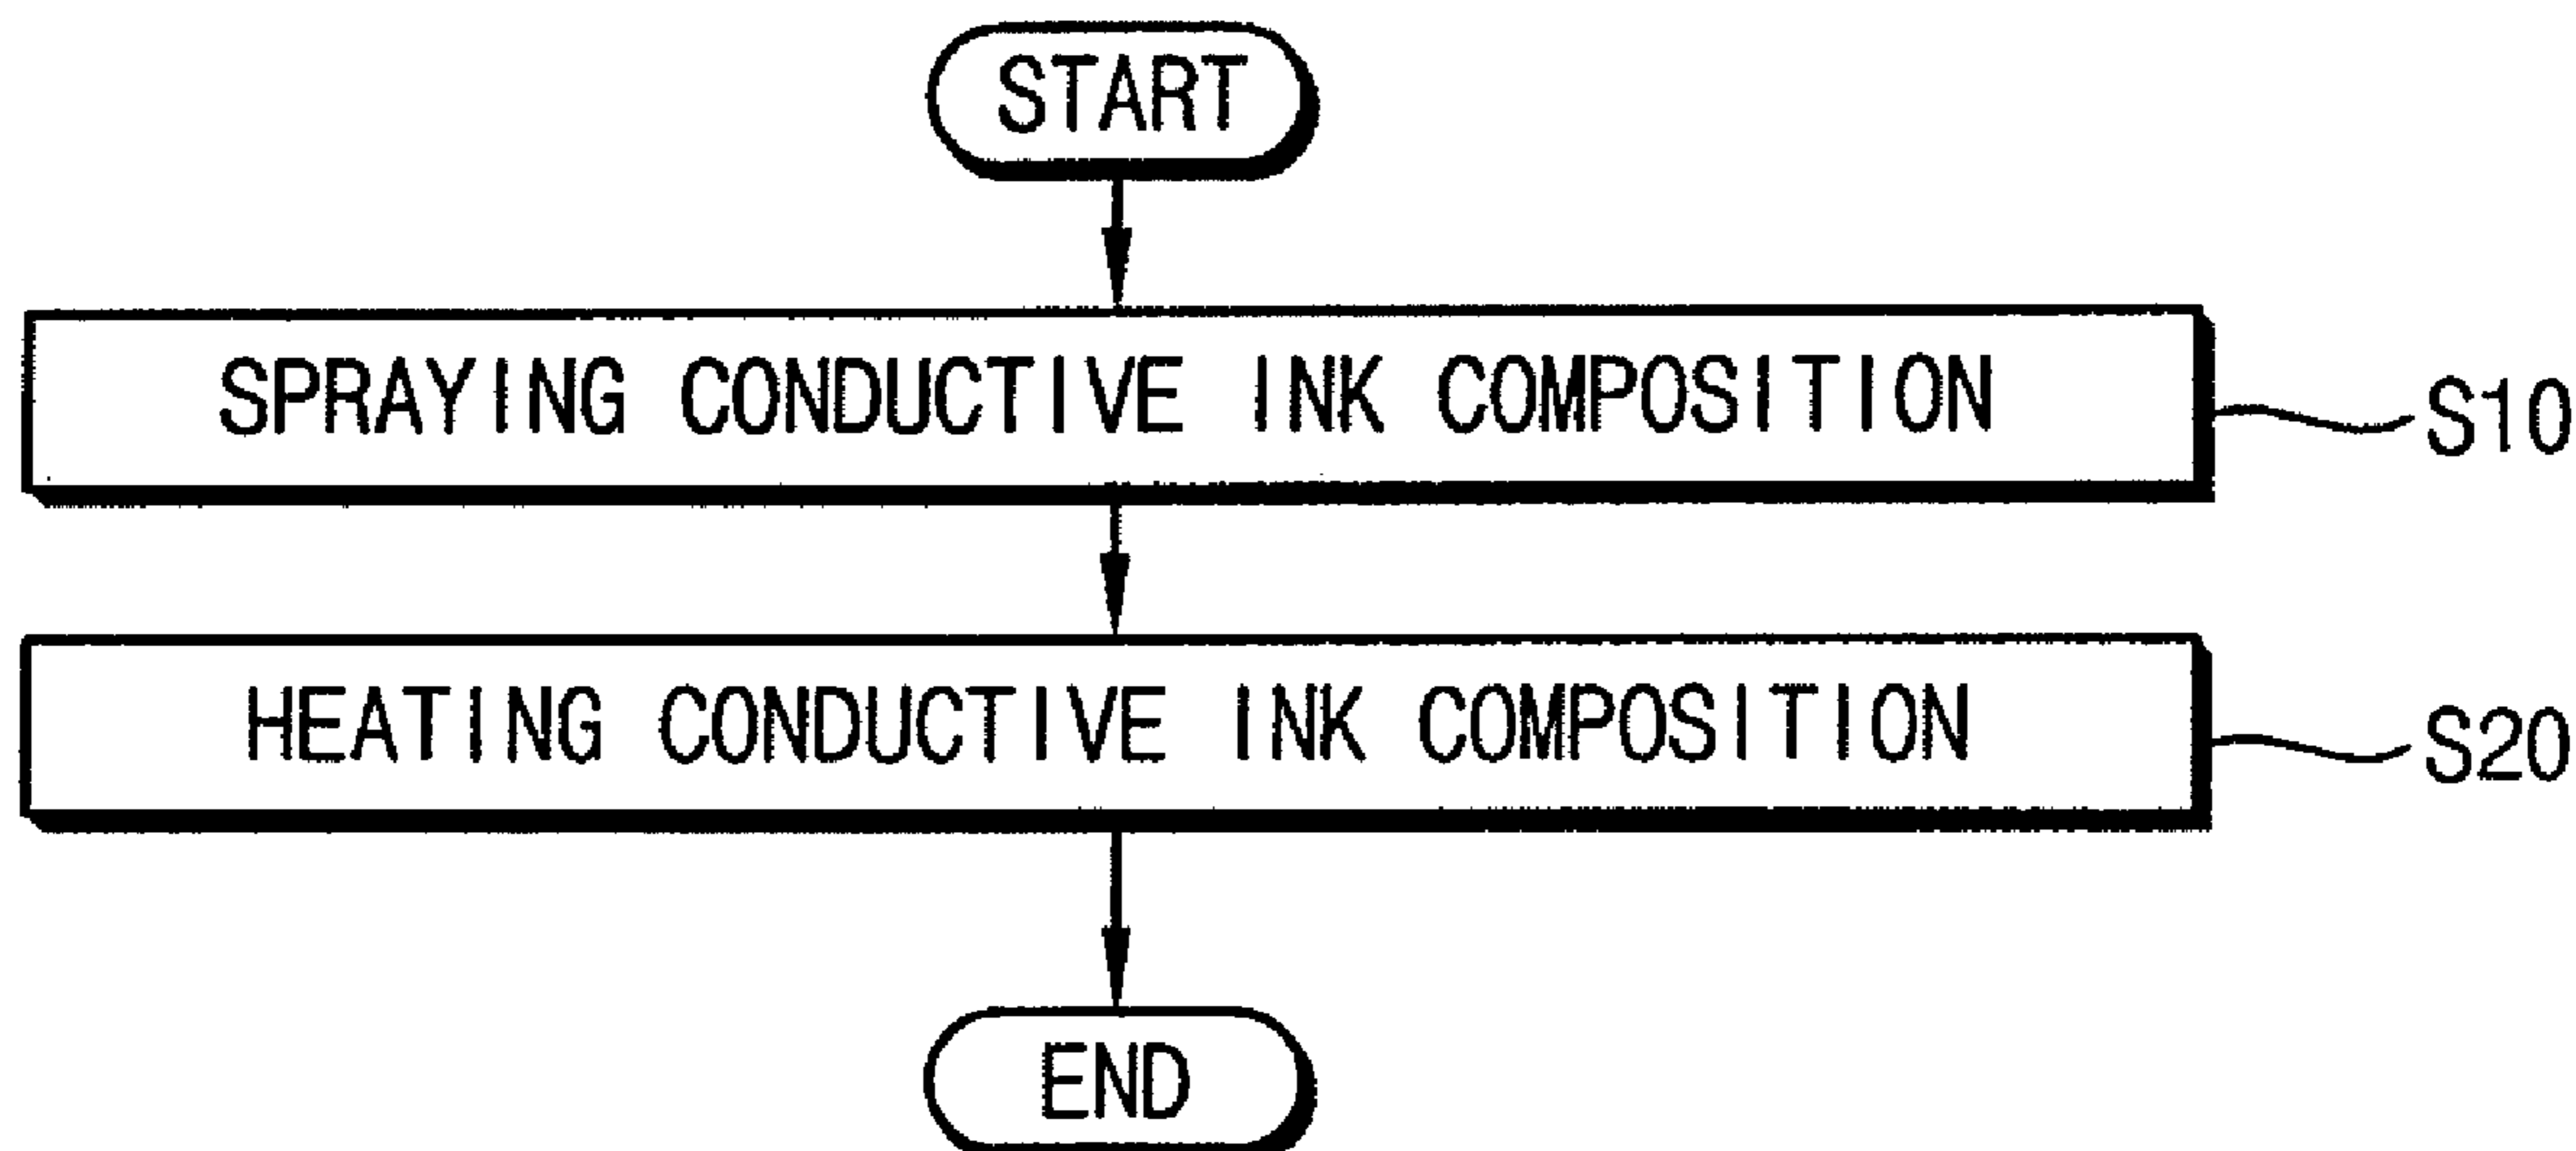 START
SPRAYING CONDUCTIVE INK COMPOSITION
S10
HEATING CONDUCTIVE INK COMPOSITION
S20
END